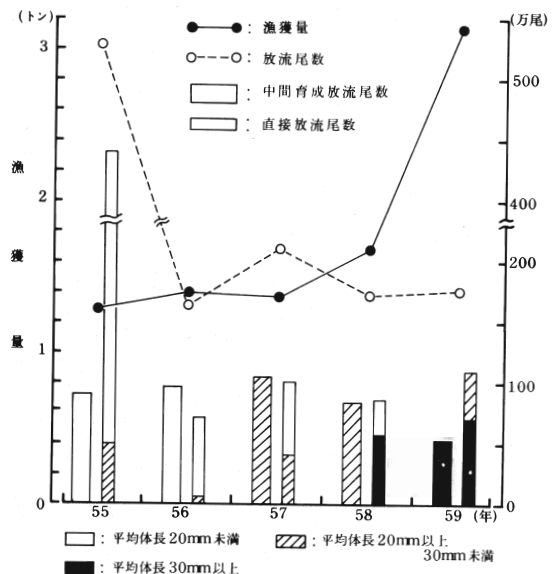 (トン)
(万尾)
3
2
1
0
漁獲量
500
400
200
100
0
: 漁獲量
: 放流尾数
: 中間育成放流尾数
: 直接放流尾数
55 56 57 58 59 (年)
: 平均体長20mm未満
: 平均体長20mm以上
30mm未満
: 平均体長30mm以上